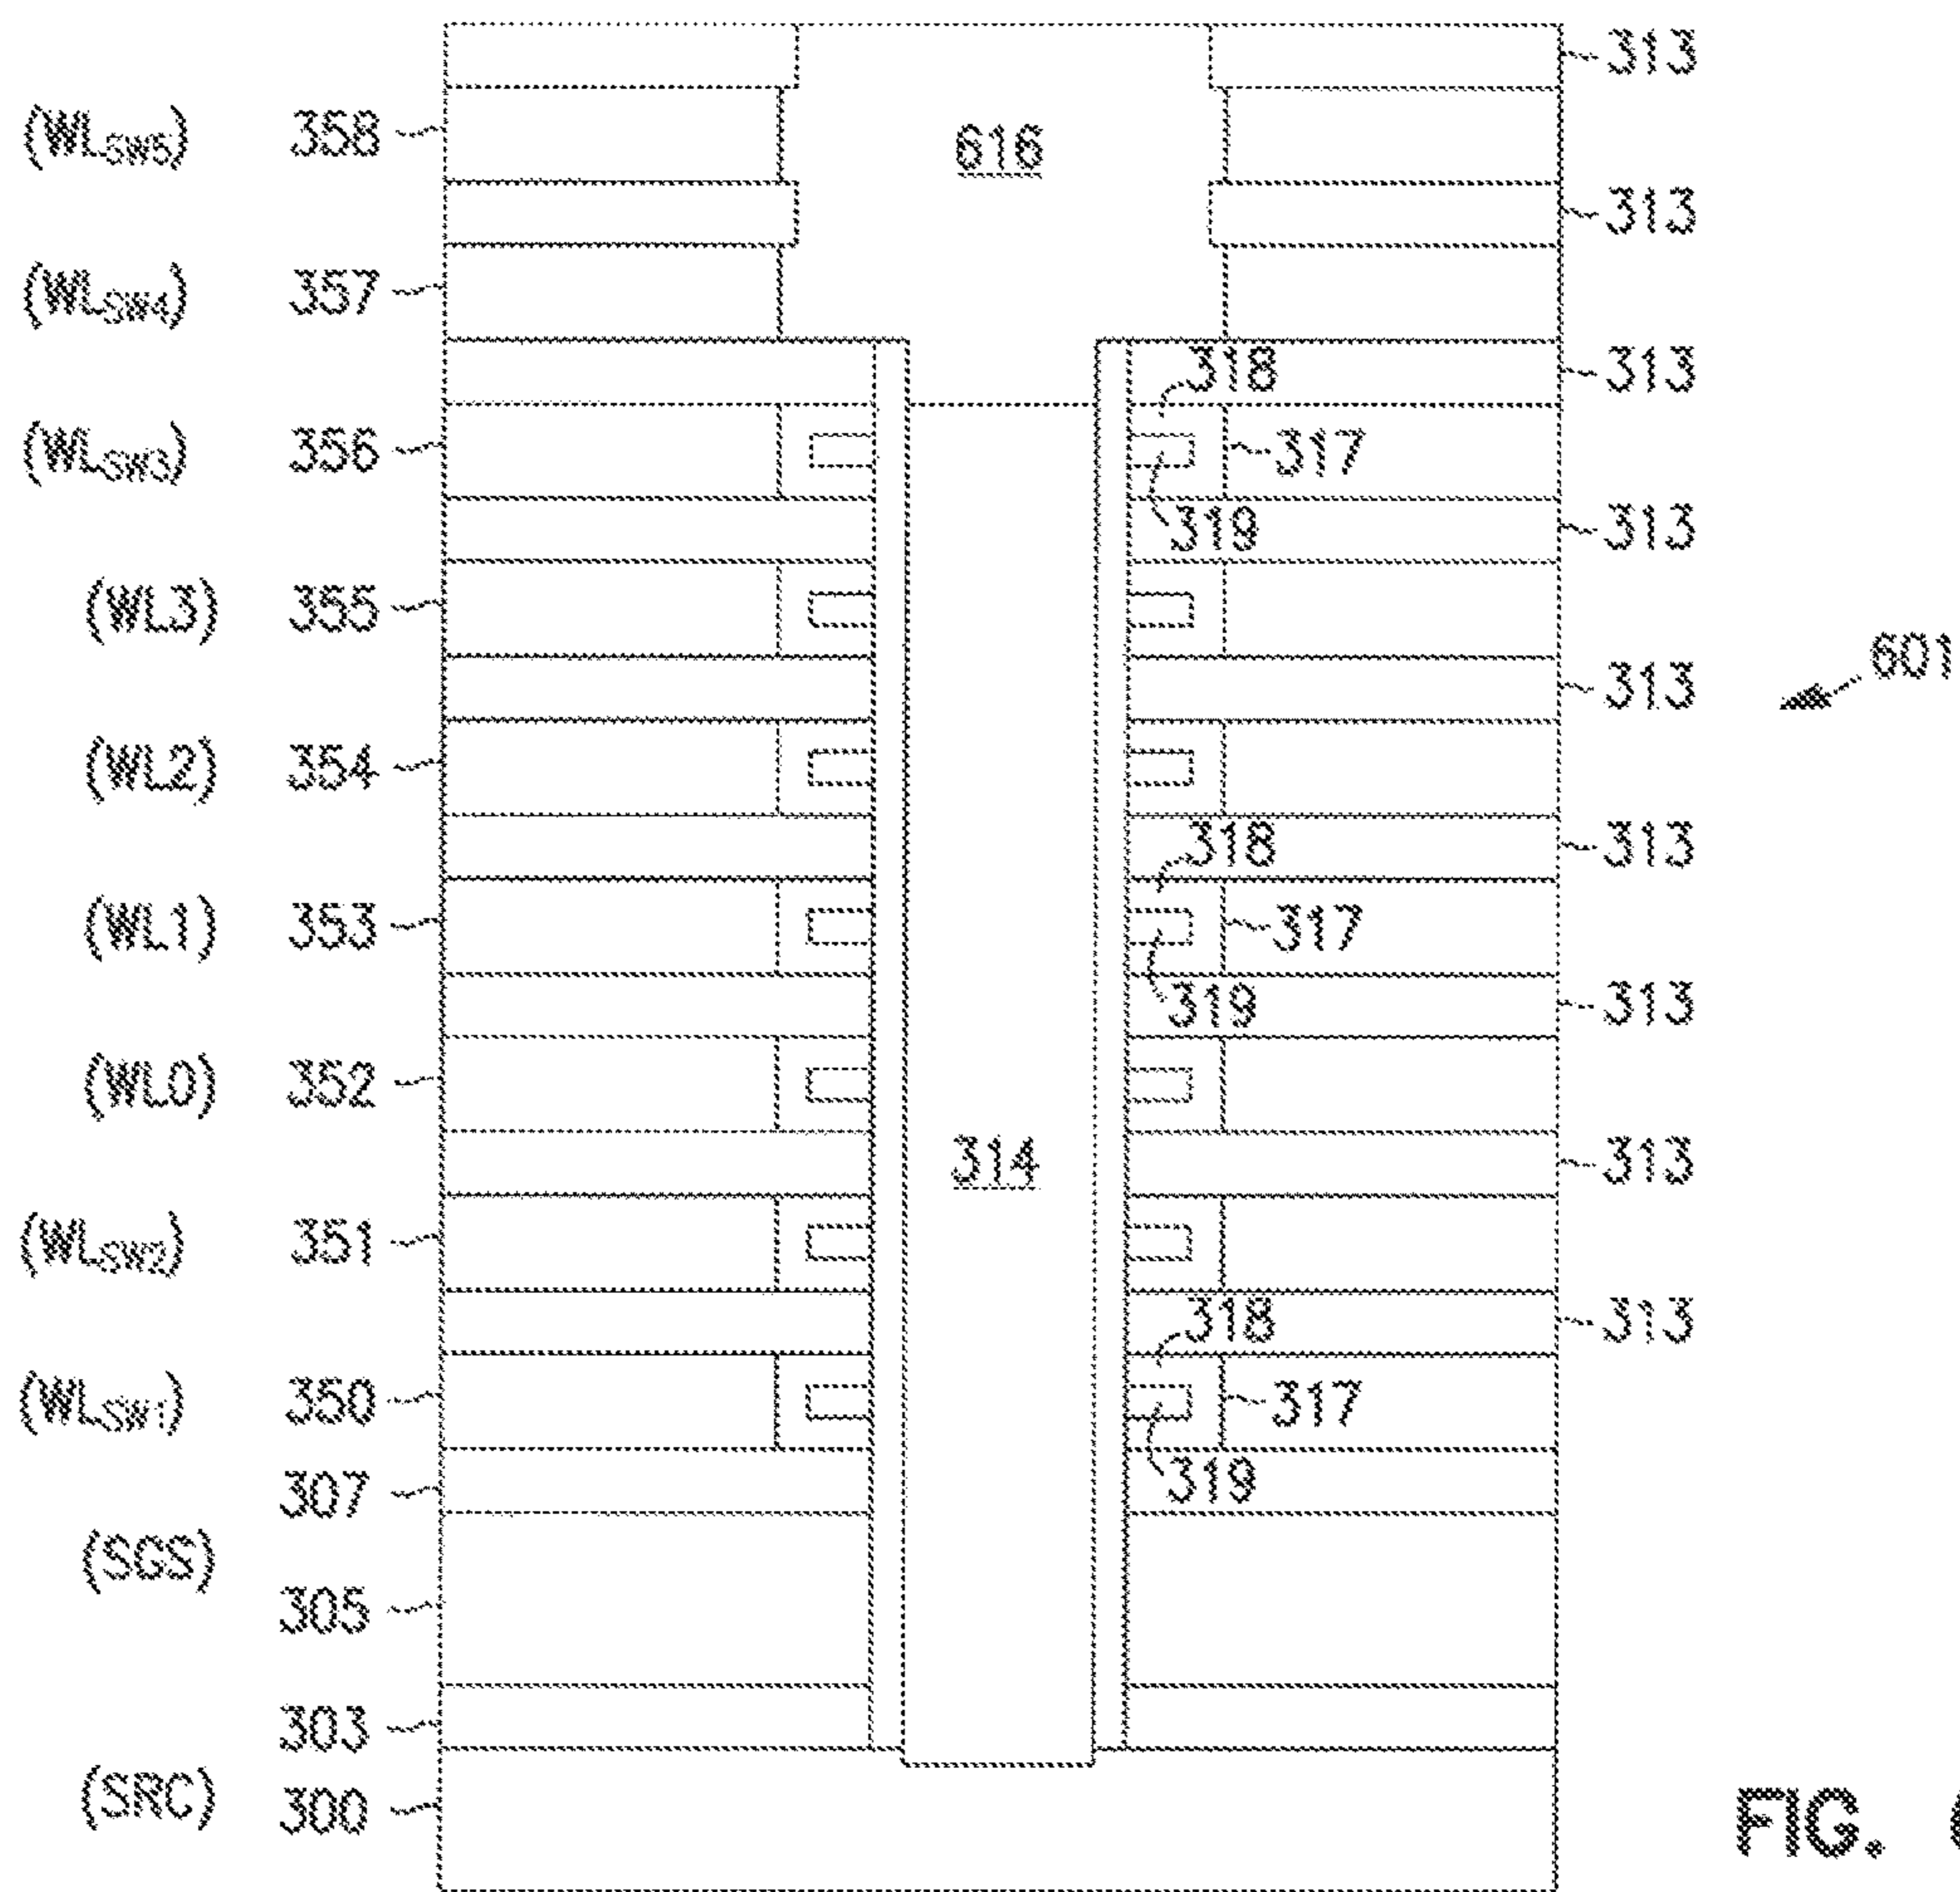 313
(WLSW5) 358
616
313
(WLSW4) 357
318 313
(WLSW3) 356
317
319 313
(WL3) 355
601
313
(WL2) 354
318 313
(WL1) 353
317
319 313
(WL0) 352
314 313
(WLSW2) 351
318 313
(WLSW1) 350
317
307
319
(SGS)
305
303
(SRC)
300
FIG.